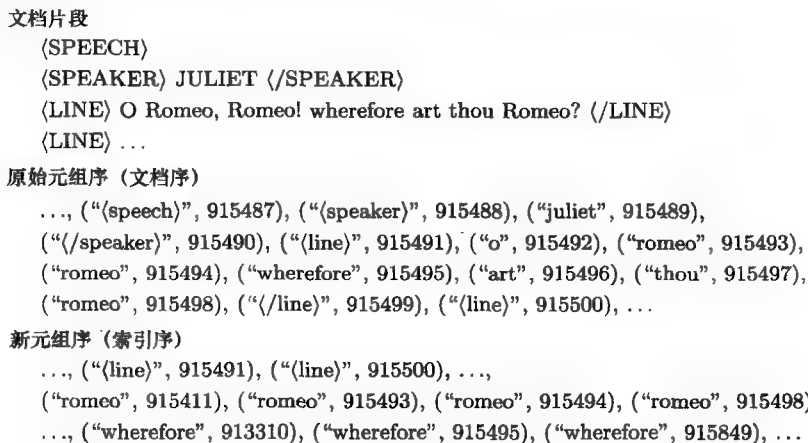 文档片段
⟨SPEECH⟩
⟨SPEAKER⟩ JULIET ⟨/SPEAKER⟩
⟨LINE⟩ O Romeo, Romeo! wherefore art thou Romeo? ⟨/LINE⟩
⟨LINE⟩ ...
原始元组序（文档序）
..., (“⟨speech⟩”, 915487), (“⟨speaker⟩”, 915488), (“juliet”, 915489),
(“⟨/speaker⟩”, 915490), (“⟨line⟩”, 915491), (“o”, 915492), (“romeo”, 915493),
(“romeo”, 915494), (“wherefore”, 915495), (“art”, 915496), (“thou”, 915497),
(“romeo”, 915498), (“⟨/line⟩”, 915499), (“⟨line⟩”, 915500), ...
新元组序（索引序）
..., (“⟨line⟩”, 915491), (“⟨line⟩”, 915500), ...,
(“romeo”, 915411), (“romeo”, 915493), (“romeo”, 915494), (“romeo”, 915498)
..., (“wherefore”, 913310), (“wherefore”, 915495), (“wherefore”, 915849), ...